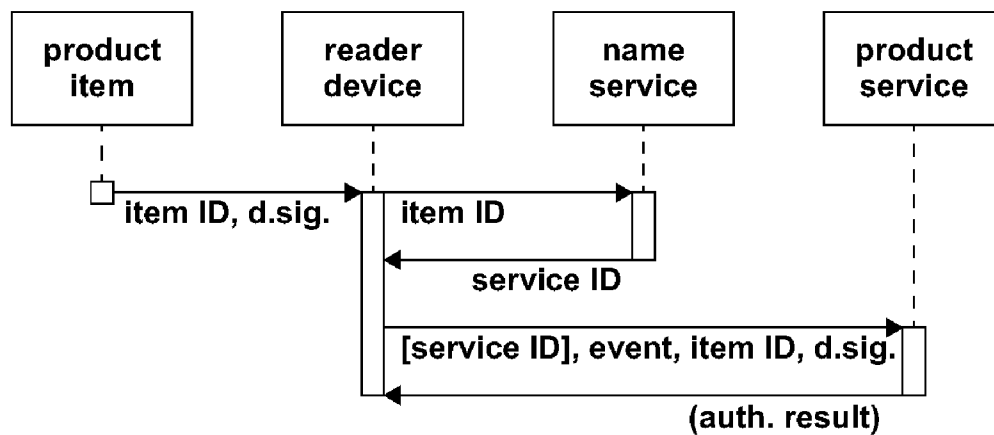 product
item
reader
device
name
service
product
service
item ID, d.sig.
item ID
service ID
[service ID], event, item ID, d.sig.
(auth. result)